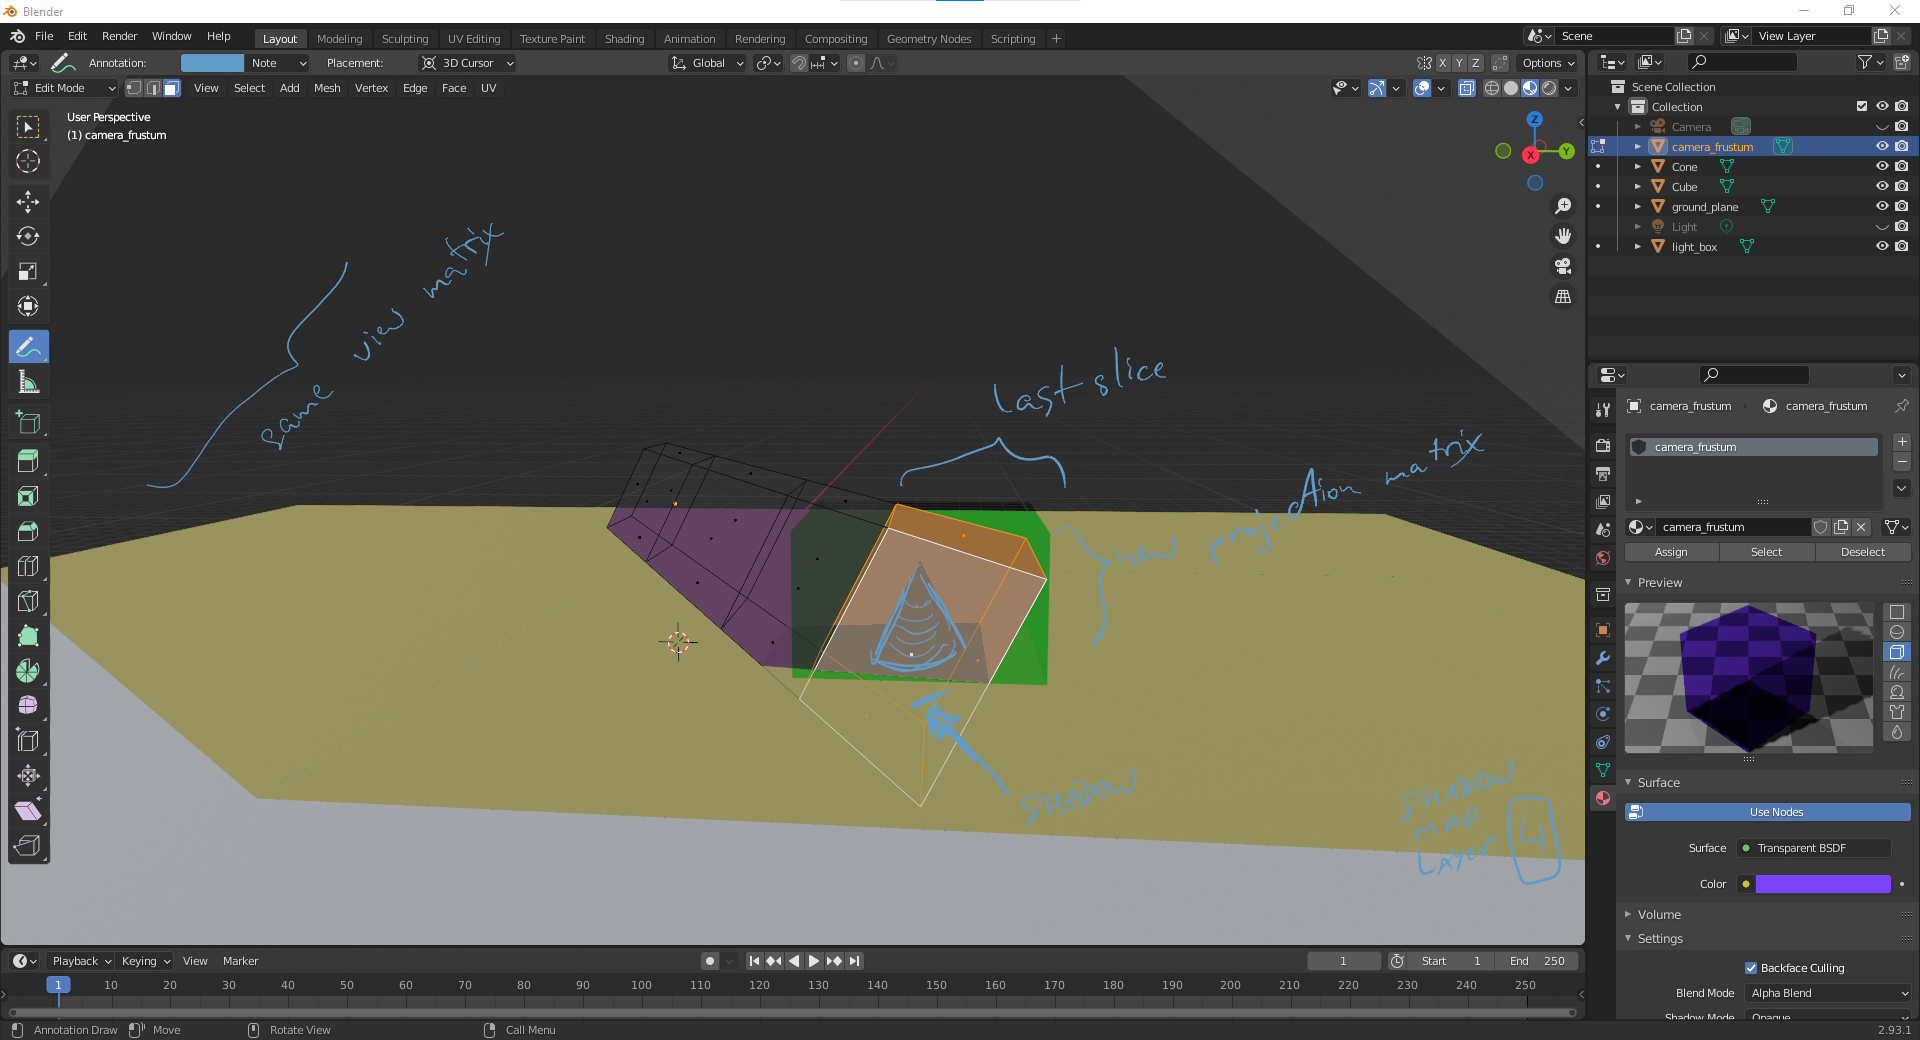 Blender
File Edit Render Window Help
Layout Modeling Sculpting UV Editing Texture Paint Shading Animation Rendering Compositing Geometry Nodes Scripting +
Scene
View Layer
Annotation: Note Placement: 3D Cursor
Global
X Y Z
Options
Edit Mode View Select Add Mesh Vertex Edge Face UV
User Perspective
(1) camera_frustum
Z
X
Y
same view matrix
Last slice
new projection matrix
SHADOW
SHADOW
MAP
LAYER 4
Scene Collection
Collection
Camera
camera_frustum
Cone
Cube
ground_plane
Light
light_box
camera_frustum camera_frustum
camera_frustum
camera_frustum
Assign Select Deselect
Preview
Surface
Use Nodes
Surface Transparent BSDF
Color
Volume
Settings
Backface Culling
Blend Mode Alpha Blend
Shadow Mode Opaque
Playback Keying View Marker
1 Start 1 End 250
1 10 20 30 40 50 60 70 80 90 100 110 120 130 140 150 160 170 180 190 200 210 220 230 240 250
Annotation Draw Move Rotate View Call Menu
2.93.1